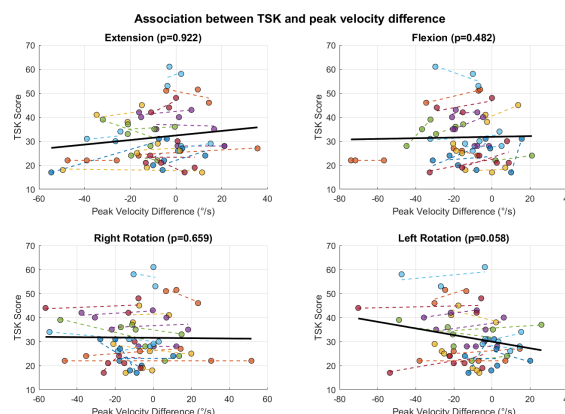 Association between TSK and peak velocity difference
Extension (p=0.922)
Flexion (p=0.482)
70
60
50
40
30
20
10
TSK Score
-60 -40 -20 0 20 40 60
Peak Velocity Difference (°/s)
70
60
50
40
30
20
10
TSK Score
-80 -60 -40 -20 0 20 40
Peak Velocity Difference (°/s)
Right Rotation (p=0.659)
Left Rotation (p=0.058)
70
60
50
40
30
20
10
TSK Score
-60 -40 -20 0 20 40 60
Peak Velocity Difference (°/s)
70
60
50
40
30
20
10
TSK Score
-80 -60 -40 -20 0 20 40
Peak Velocity Difference (°/s)